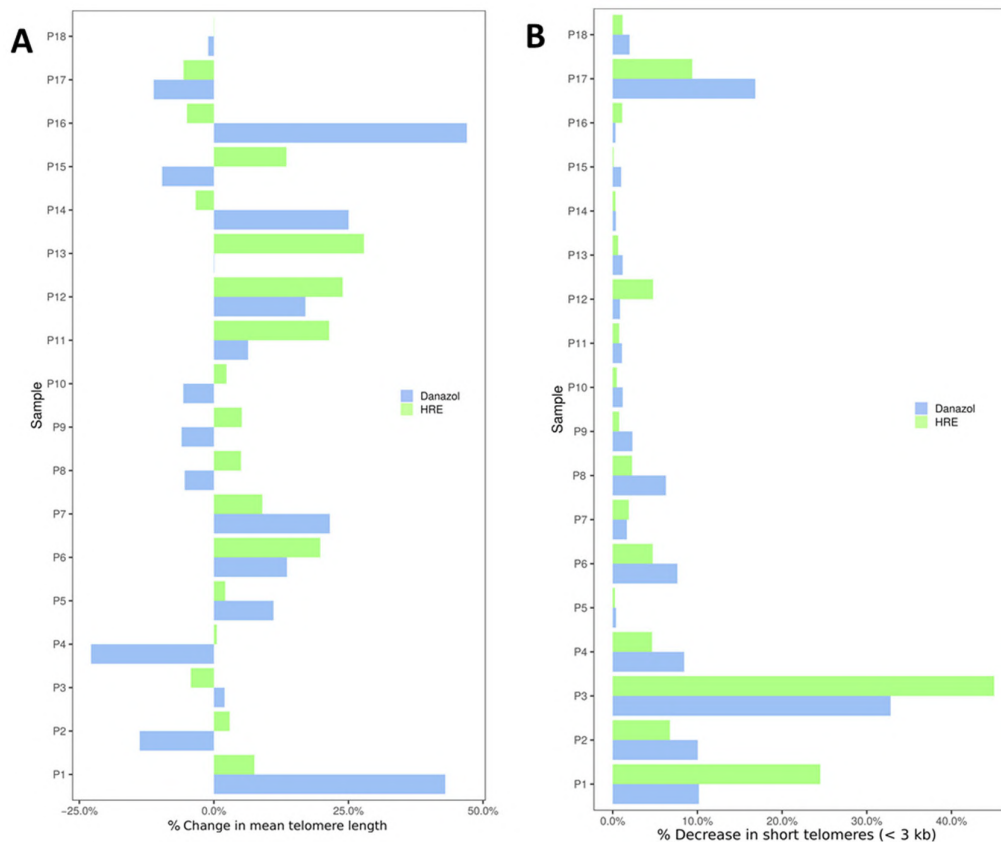 A
P18
P17
P16
P15
P14
P13
P12
P11
P10
P9
P8
P7
P6
P5
P4
P3
P2
P1
Sample
Danazol
HRE
−25.0%
0.0%
25.0%
50.0%
% Change in mean telomere length
B
P18
P17
P16
P15
P14
P13
P12
P11
P10
P9
P8
P7
P6
P5
P4
P3
P2
P1
Sample
Danazol
HRE
0.0%
10.0%
20.0%
30.0%
40.0%
% Decrease in short telomeres (< 3 kb)